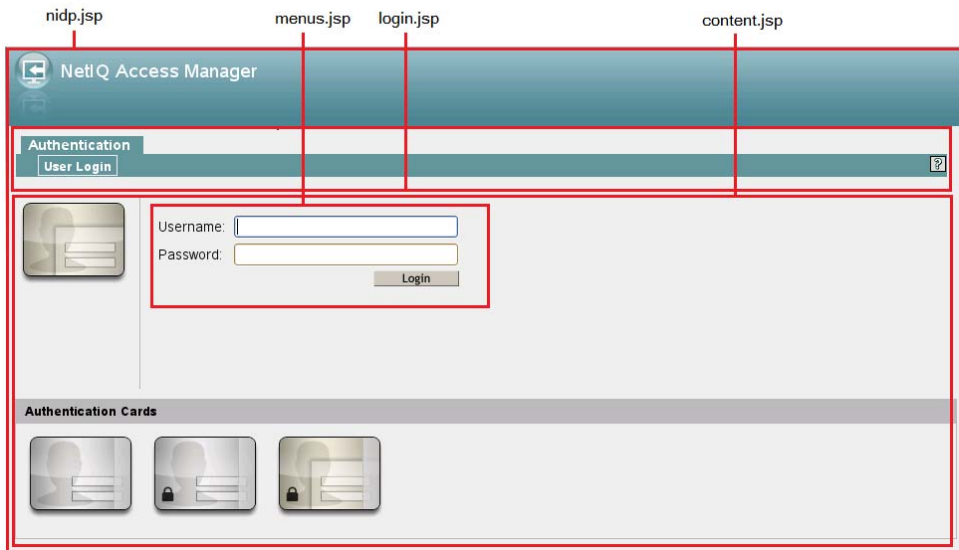 nidp.jsp menus.jsp login.jsp content.jsp
NetIQ Access Manager
Authentication
User Login ?
Username:
Password:
Login
Authentication Cards